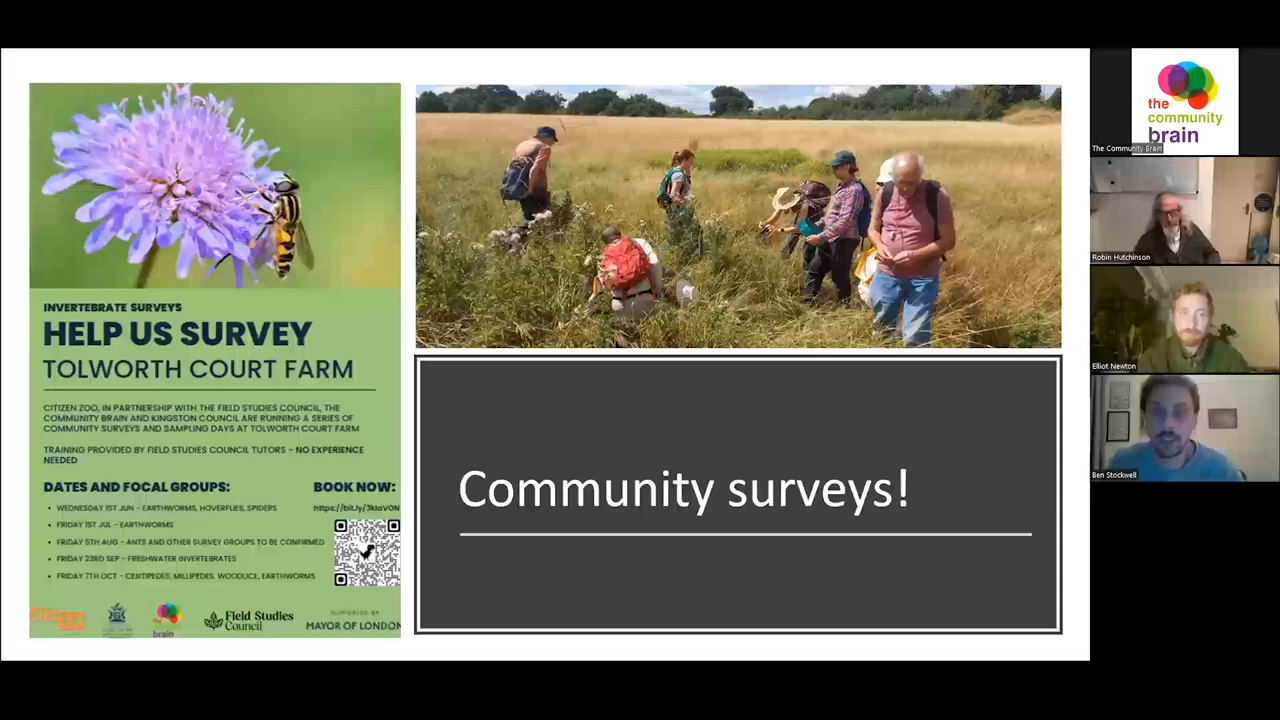 INVERTEBRATE SURVEYS
HELP US SURVEY
TOLWORTH COURT FARM
CITIZEN ZOO, IN PARTNERSHIP WITH THE FIELD STUDIES COUNCIL, THE
COMMUNITY BRAIN AND KINGSTON COUNCIL ARE RUNNING A SERIES OF
COMMUNITY SURVEYS AND SAMPLING DAYS AT TOLWORTH COURT FARM
TRAINING PROVIDED BY FIELD STUDIES COUNCIL TUTORS - NO EXPERIENCE
NEEDED
DATES AND FOCAL GROUPS:
WEDNESDAY 1ST JUN - EARTHWORMS, HOVERFLIES, SPIDERS
FRIDAY 1ST JUL - EARTHWORMS
FRIDAY 5TH AUG - ANTS AND OTHER SURVEY GROUPS TO BE CONFIRMED
FRIDAY 23RD SEP - FRESHWATER INVERTEBRATES
FRIDAY 7TH OCT - CENTIPEDES, MILLIPEDES, WOODLICE, EARTHWORMS
BOOK NOW:
Citizen
Zoo
brain
Field Studies
Council
SUPPORTED BY
MAYOR OF LONDON
Community surveys!
the
community
brain
The Community Brain
Robin Hutchinson
Elliot Newton
Ben Stockwell